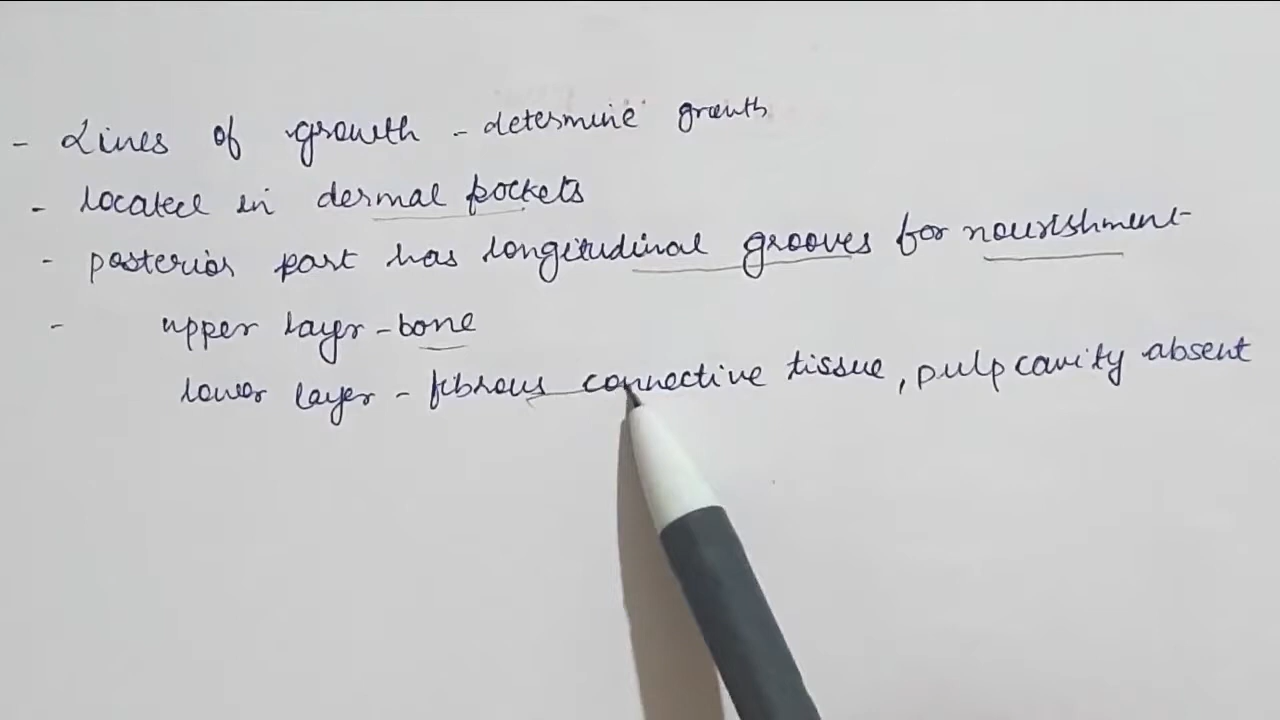 - Lines of growth - determine growth
- located in dermal pockets
- posterior part has longitudinal grooves for nourishment
- upper layr - bone
lower layer - fibrous connective tissue, pulp cavity absent